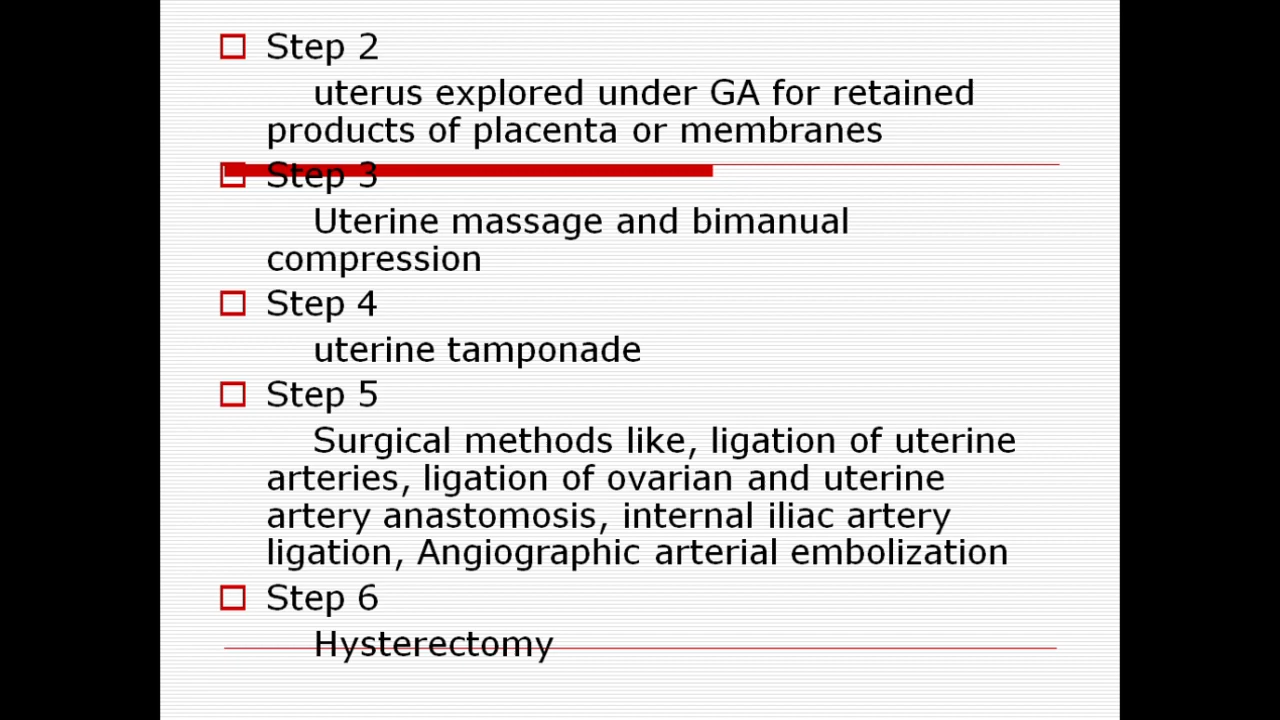 Step 2
uterus explored under GA for retained
products of placenta or membranes
Step 3
Uterine massage and bimanual
compression
Step 4
uterine tamponade
Step 5
Surgical methods like, ligation of uterine
arteries, ligation of ovarian and uterine
artery anastomosis, internal iliac artery
ligation, Angiographic arterial embolization
Step 6
Hysterectomy